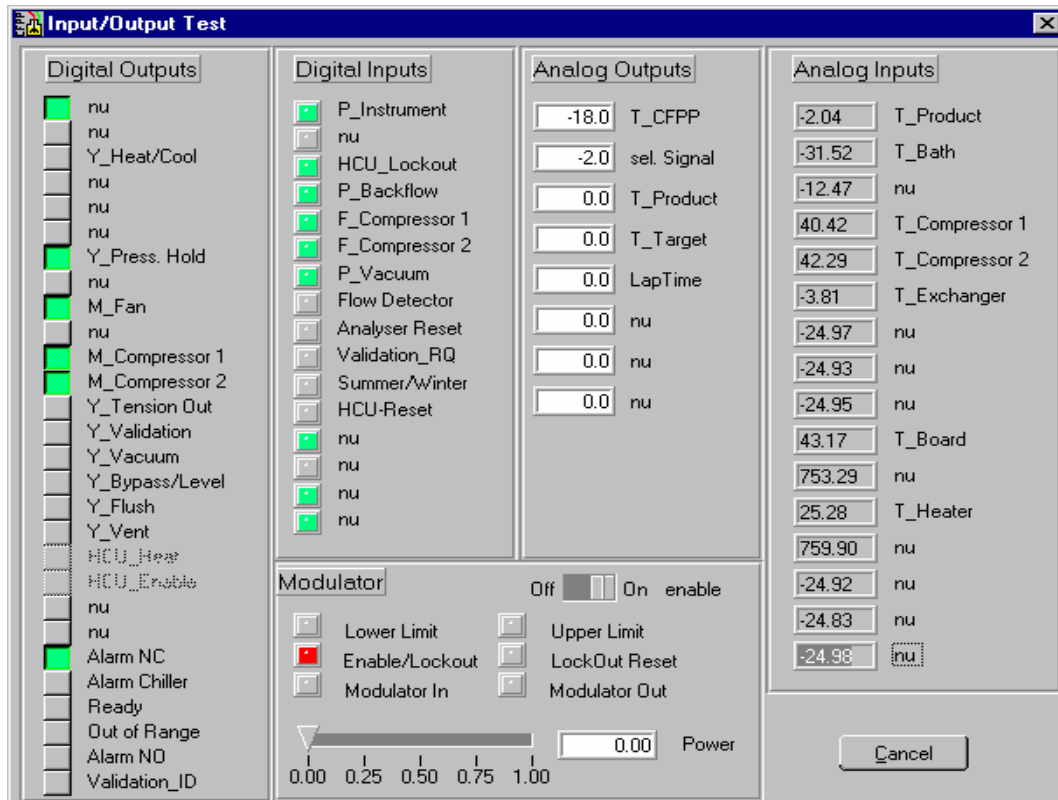 Input/Output Test
Digital Outputs
nu
nu
Y_Heat/Cool
nu
nu
nu
Y_Press. Hold
nu
M_Fan
nu
M_Compressor 1
M_Compressor 2
Y_Tension Out
Y_Validation
Y_Vacuum
Y_Bypass/Level
Y_Flush
Y_Vent
HCU_Heat
HCU_Enable
nu
nu
Alarm NC
Alarm Chiller
Ready
Out of Range
Alarm NO
Validation_ID
Digital Inputs
P_Instrument
nu
HCU_Lockout
P_Backflow
F_Compressor 1
F_Compressor 2
P_Vacuum
Flow Detector
Analyser Reset
Validation_RQ
Summer/Winter
HCU-Reset
nu
nu
nu
nu
Analog Outputs
-18.0 T_CFPP
-2.0 sel. Signal
0.0 T_Product
0.0 T_Target
0.0 LapTime
0.0 nu
0.0 nu
0.0 nu
Analog Inputs
-2.04 T_Product
-31.52 T_Bath
-12.47 nu
40.42 T_Compressor 1
42.29 T_Compressor 2
-3.81 T_Exchanger
-24.97 nu
-24.93 nu
-24.95 nu
43.17 T_Board
753.29 nu
25.28 T_Heater
759.90 nu
-24.92 nu
-24.83 nu
-24.98 nu
Modulator
Off On enable
Lower Limit Upper Limit
Enable/Lockout LockOut Reset
Modulator In Modulator Out
0.00 Power
0.00 0.25 0.50 0.75 1.00
Cancel